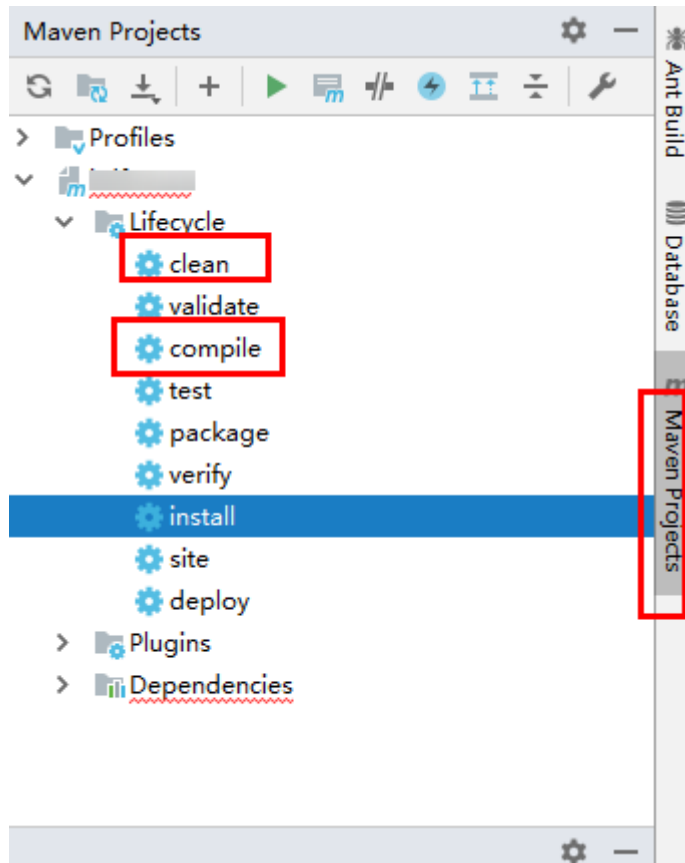 Maven Projects
Profiles
Lifecycle
clean
validate
compile
test
package
verify
install
site
deploy
Plugins
Dependencies
Ant Build
Database
Maven Projects